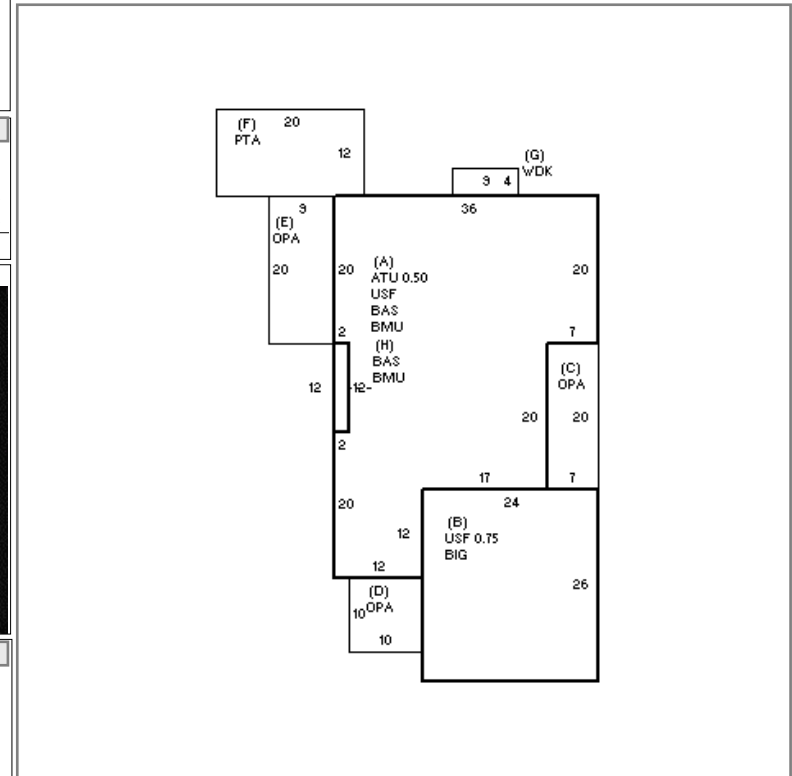 (F) 20
PTA
12
(G)
WDK
9 4
36
9
(E)
OPA
20
20
(A)
ATU 0.50
USF
BAS
BMU
20
2
7
(H)
BAS
BMU
12
-12-
(C)
OPA
20
20
2
17
7
20
24
(B)
USF 0.75
BIG
12
12
26
(D)
OPA
10
10